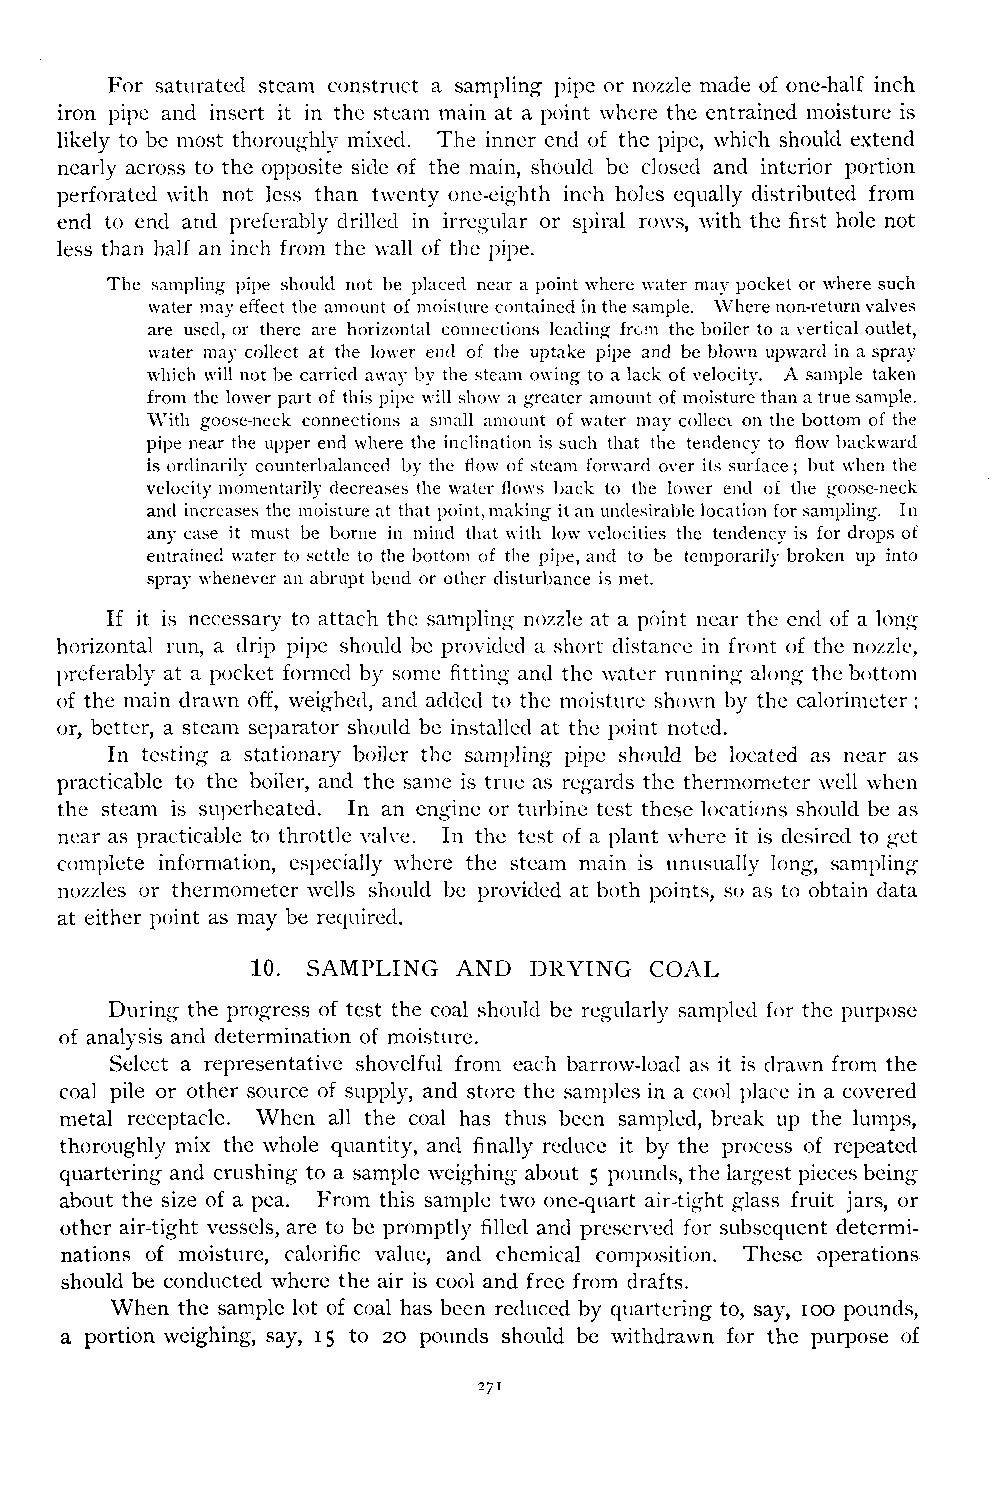 For saturated steam construct a sampling pipe or nozzle made of one-half inch
iron pipe and insert it in the steam main at a point where the entrained moisture is
likely to be most thoroughly mixed. The inner end of the pipe, which should extend
nearly across to the opposite side of the main, should be closed and interior portion
perforated with not less than twenty one-eighth inch holes equally distributed from
end to end and preferably drilled in irregular or spiral rows, with the first hole not
less than half an inch from the wall of the pipe.
The sampling pipe should not be placed near a point where water may pocket or where such
water may effect the amount of moisture contained in the sample. Where non-return valves
are used, or there are horizontal connections leading from the boiler to a vertical outlet,
water may collect at the lower end of the uptake pipe and be blown upward in a spray
which will not be carried away by the steam owing to a lack of velocity. A sample taken
from the lower part of this pipe will show a greater amount of moisture than a true sample.
With goose-neck connections a small amount of water may collect on the bottom of the
pipe near the upper end where the inclination is such that the tendency to flow backward
is ordinarily counterbalanced by the flow of steam forward over its surface; but when the
velocity momentarily decreases the water flows back to the lower end of the goose-neck
and increases the moisture at that point, making it an undesirable location for sampling. In
any case it must be borne in mind that with low velocities the tendency is for drops of
entrained water to settle to the bottom of the pipe, and to be temporarily broken up into
spray whenever an abrupt bend or other disturbance is met.
If it is necessary to attach the sampling nozzle at a point near the end of a long
horizontal run, a drip pipe should be provided a short distance in front of the nozzle,
preferably at a pocket formed by some fitting and the water running along the bottom
of the main drawn off, weighed, and added to the moisture shown by the calorimeter;
or, better, a steam separator should be installed at the point noted.
In testing a stationary boiler the sampling pipe should be located as near as
practicable to the boiler, and the same is true as regards the thermometer well when
the steam is superheated. In an engine or turbine test these locations should be as
near as practicable to throttle valve. In the test of a plant where it is desired to get
complete information, especially where the steam main is unusually long, sampling
nozzles or thermometer wells should be provided at both points, so as to obtain data
at either point as may be required.
10. SAMPLING AND DRYING COAL
During the progress of test the coal should be regularly sampled for the purpose
of analysis and determination of moisture.
Select a representative shovelful from each barrow-load as it is drawn from the
coal pile or other source of supply, and store the samples in a cool place in a covered
metal receptacle. When all the coal has thus been sampled, break up the lumps,
thoroughly mix the whole quantity, and finally reduce it by the process of repeated
quartering and crushing to a sample weighing about 5 pounds, the largest pieces being
about the size of a pea. From this sample two one-quart air-tight glass fruit jars, or
other air-tight vessels, are to be promptly filled and preserved for subsequent determi-
nations of moisture, calorific value, and chemical composition. These operations
should be conducted where the air is cool and free from drafts.
When the sample lot of coal has been reduced by quartering to, say, 100 pounds,
a portion weighing, say, 15 to 20 pounds should be withdrawn for the purpose of
271